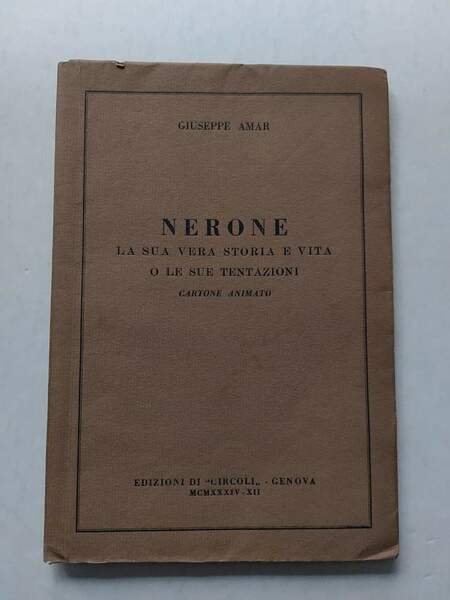 GIUSEPPE AMAR
NERONE
LA SUA VERA STORIA E VITA
O LE SUE TENTAZIONI
CARTONE ANIMATO
EDIZIONI DI "CIRCOLI„ - GENOVA
MCMXXXIV-XII